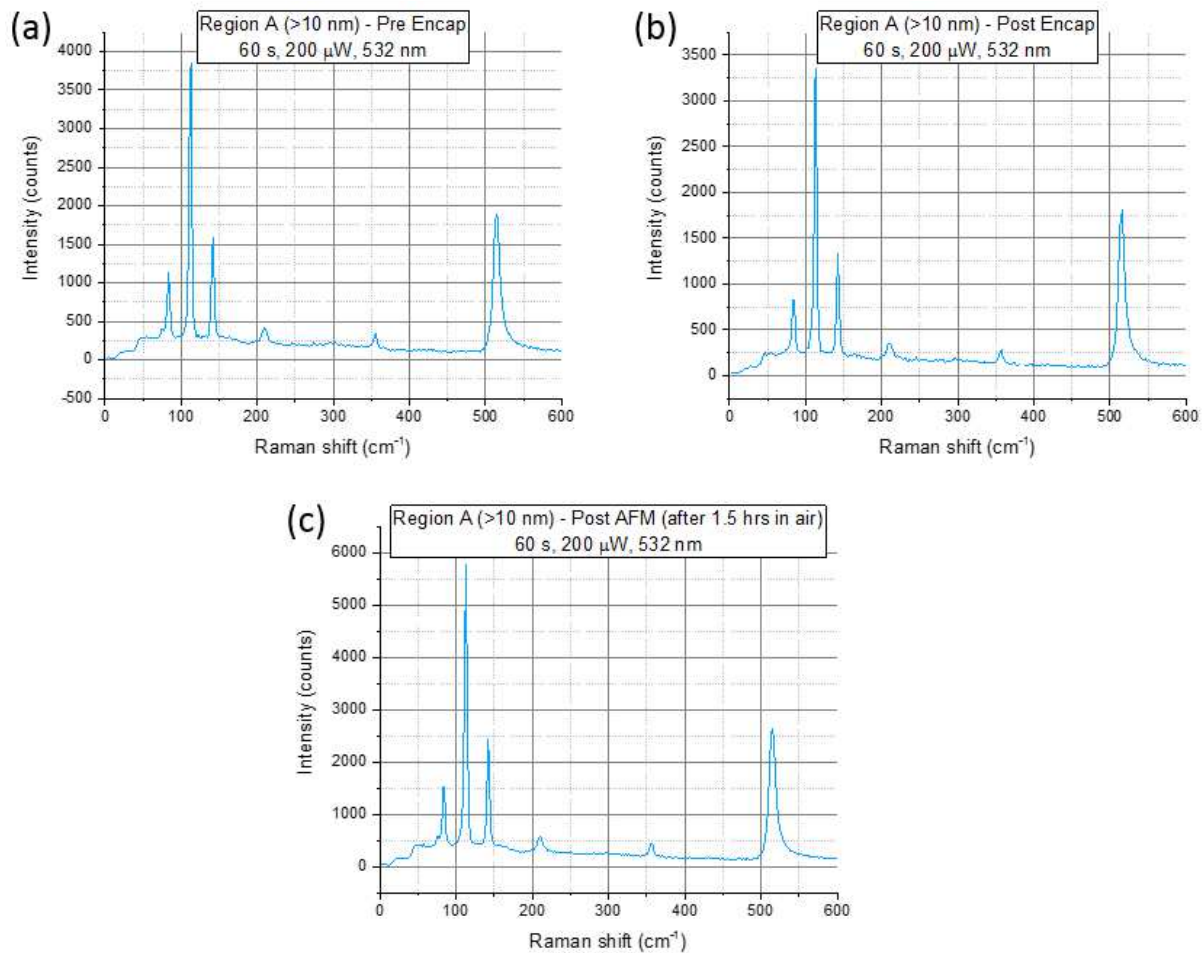 (a)
Region A (>10 nm) - Pre Encap
60 s, 200 μW, 532 nm
4000
3500
3000
2500
2000
1500
1000
500
0
-500
Intensity (counts)
0 100 200 300 400 500 600
Raman shift (cm⁻¹)
(b)
Region A (>10 nm) - Post Encap
60 s, 200 μW, 532 nm
3500
3000
2500
2000
1500
1000
500
0
Intensity (counts)
0 100 200 300 400 500 600
Raman shift (cm⁻¹)
(c)
Region A (>10 nm) - Post AFM (after 1.5 hrs in air)
60 s, 200 μW, 532 nm
6000
5000
4000
3000
2000
1000
0
Intensity (counts)
0 100 200 300 400 500 600
Raman shift (cm⁻¹)